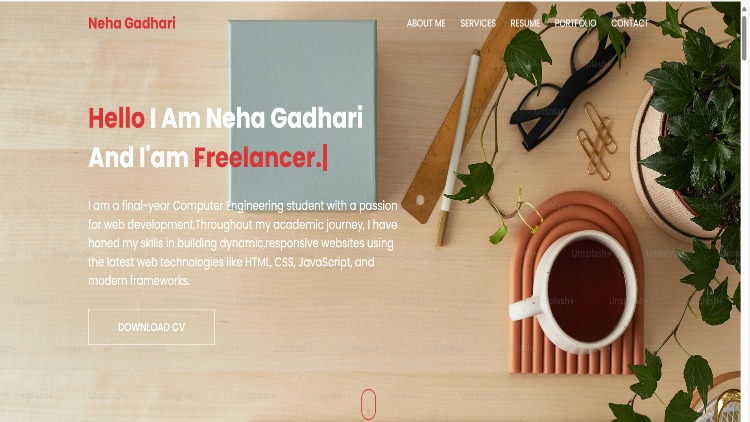 Neha Gadhari
ABOUT ME SERVICES RESUME PORTFOLIO CONTACT
Hello I Am Neha Gadhari
And I'am Freelancer.|
I am a final-year Computer Engineering student with a passion
for web development.Throughout my academic journey, I have
honed my skills in building dynamic,responsive websites using
the latest web technologies like HTML, CSS, JavaScript, and
modern frameworks.
DOWNLOAD CV
Unsplash+